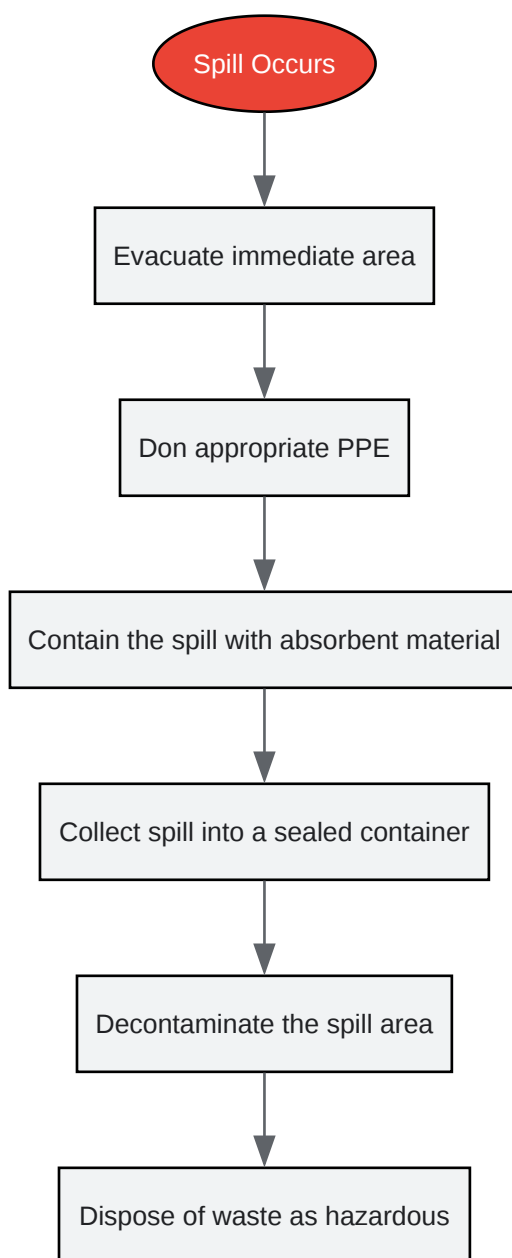 Spill Occurs
Evacuate immediate area
Don appropriate PPE
Contain the spill with absorbent material
Collect spill into a sealed container
Decontaminate the spill area
Dispose of waste as hazardous